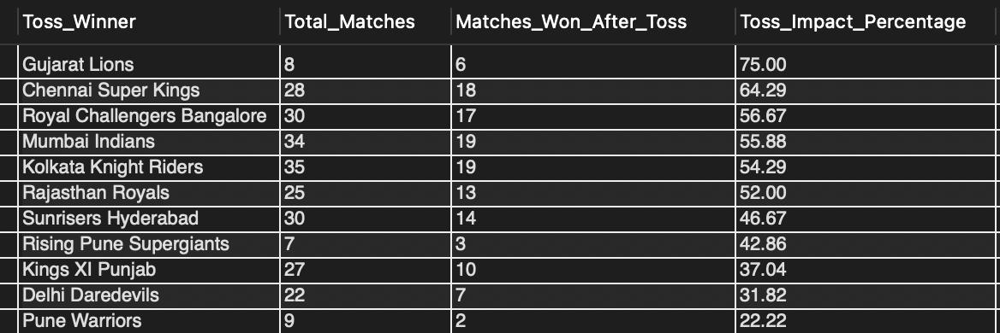 Toss_Winner Total_Matches Matches_Won_After_Toss Toss_Impact_Percentage
Gujarat Lions 8 6 75.00
Chennai Super Kings 28 18 64.29
Royal Challengers Bangalore 30 17 56.67
Mumbai Indians 34 19 55.88
Kolkata Knight Riders 35 19 54.29
Rajasthan Royals 25 13 52.00
Sunrisers Hyderabad 30 14 46.67
Rising Pune Supergiants 7 3 42.86
Kings XI Punjab 27 10 37.04
Delhi Daredevils 22 7 31.82
Pune Warriors 9 2 22.22